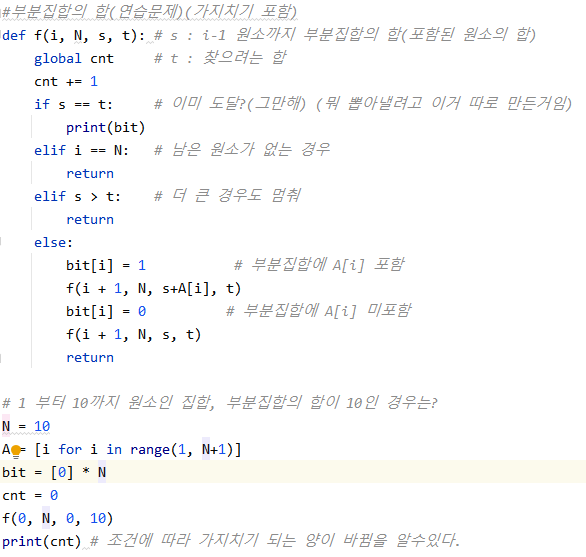 #부분집합의 합(연습문제)(가지치기 포함)
def f(i, N, s, t): # s : i-1 원소까지 부분집합의 합(포함된 원소의 합)
    global cnt     # t : 찾으려는 합
    cnt += 1
    if s == t:     # 이미 도달?(그만해) (뭐 뽑아낼려고 이거 따로 만든거임)
        print(bit)
    elif i == N:   # 남은 원소가 없는 경우
        return
    elif s > t:    # 더 큰 경우도 멈춰
        return
    else:
        bit[i] = 1           # 부분집합에 A[i] 포함
        f(i + 1, N, s+A[i], t)
        bit[i] = 0          # 부분집합에 A[i] 미포함
        f(i + 1, N, s, t)
        return
# 1 부터 10까지 원소인 집합, 부분집합의 합이 10인 경우는?
N = 10
A = [i for i in range(1, N+1)]
bit = [0] * N
cnt = 0
f(0, N, 0, 10)
print(cnt) # 조건에 따라 가지치기 되는 양이 바뀜을 알수있다.